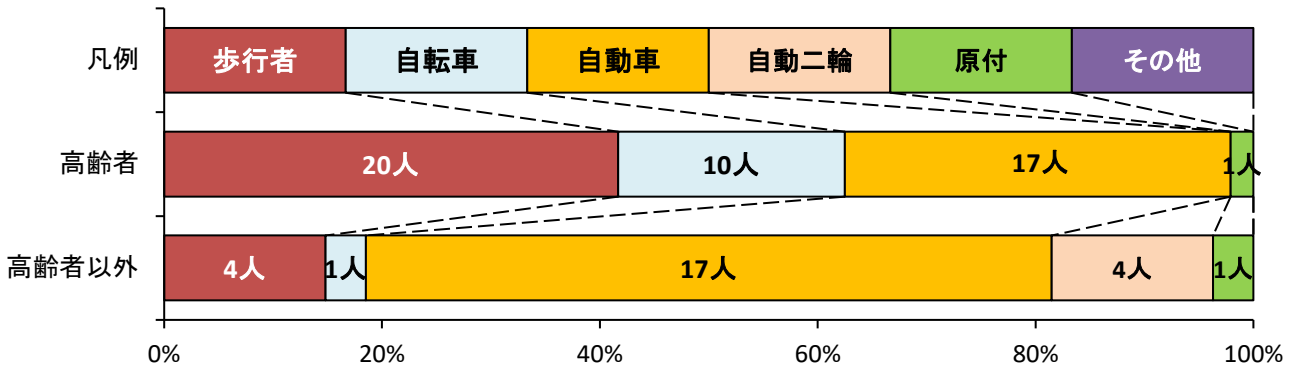 凡例 歩行者 自転車 自動車 自動二輪 原付 その他
高齢者 20人 10人 17人 1人
高齢者以外 4人 1人 17人 4人 1人
0% 20% 40% 60% 80% 100%